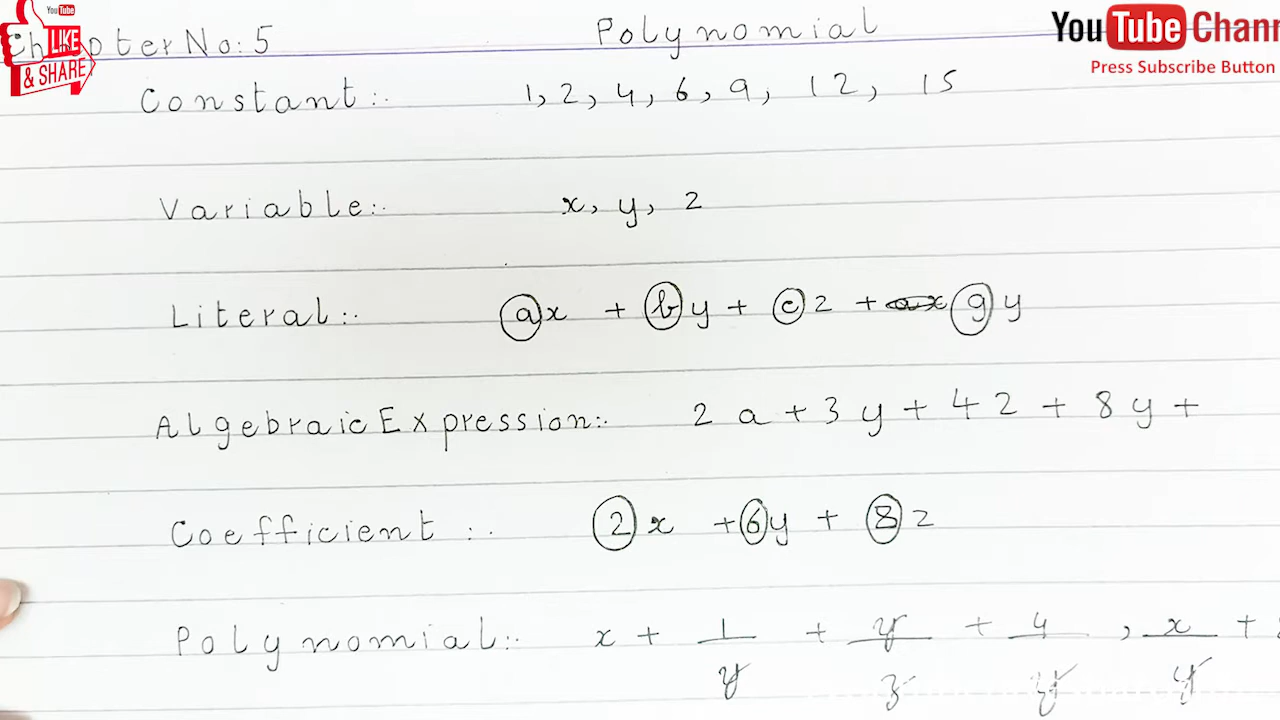 Chapter No: 5 Polynomial
YouTube
LIKE
& SHARE
YouTube Chann
Press Subscribe Button
Constant:. 1, 2, 4, 6, 9, 12, 15
Variable:. x, y, z
Literal:. ax + by + cz + gy
Algebraic Expression:. 2a + 3y + 4z + 8y +
Coefficient :. 2x + 6y + 8z
Polynomial:. x + 1/y + y/z + 4/y , x/y +